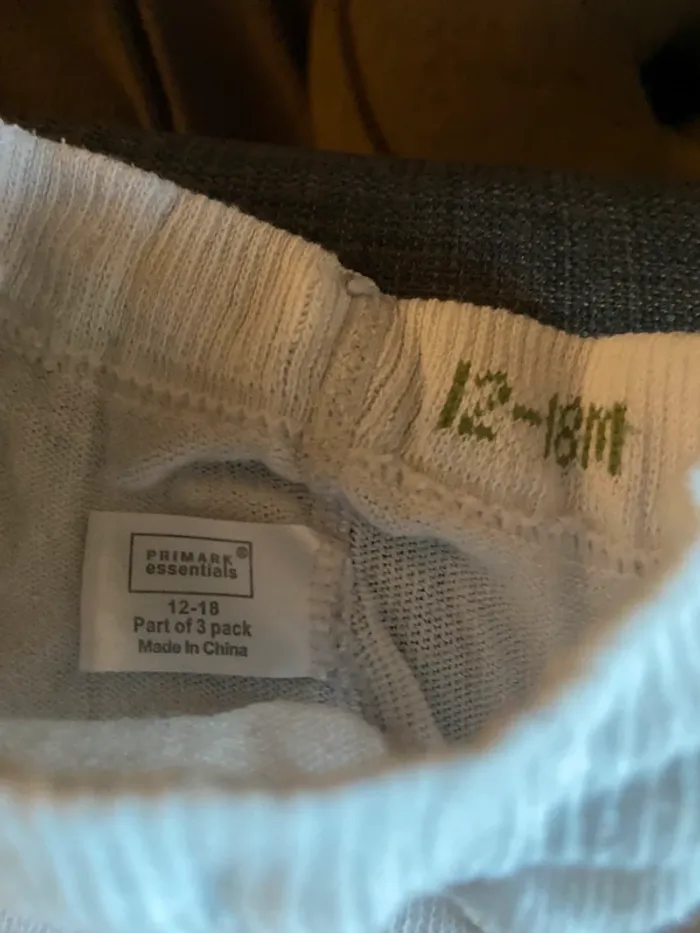 12-18M
PRIMARK®
essentials
12-18
Part of 3 pack
Made In China